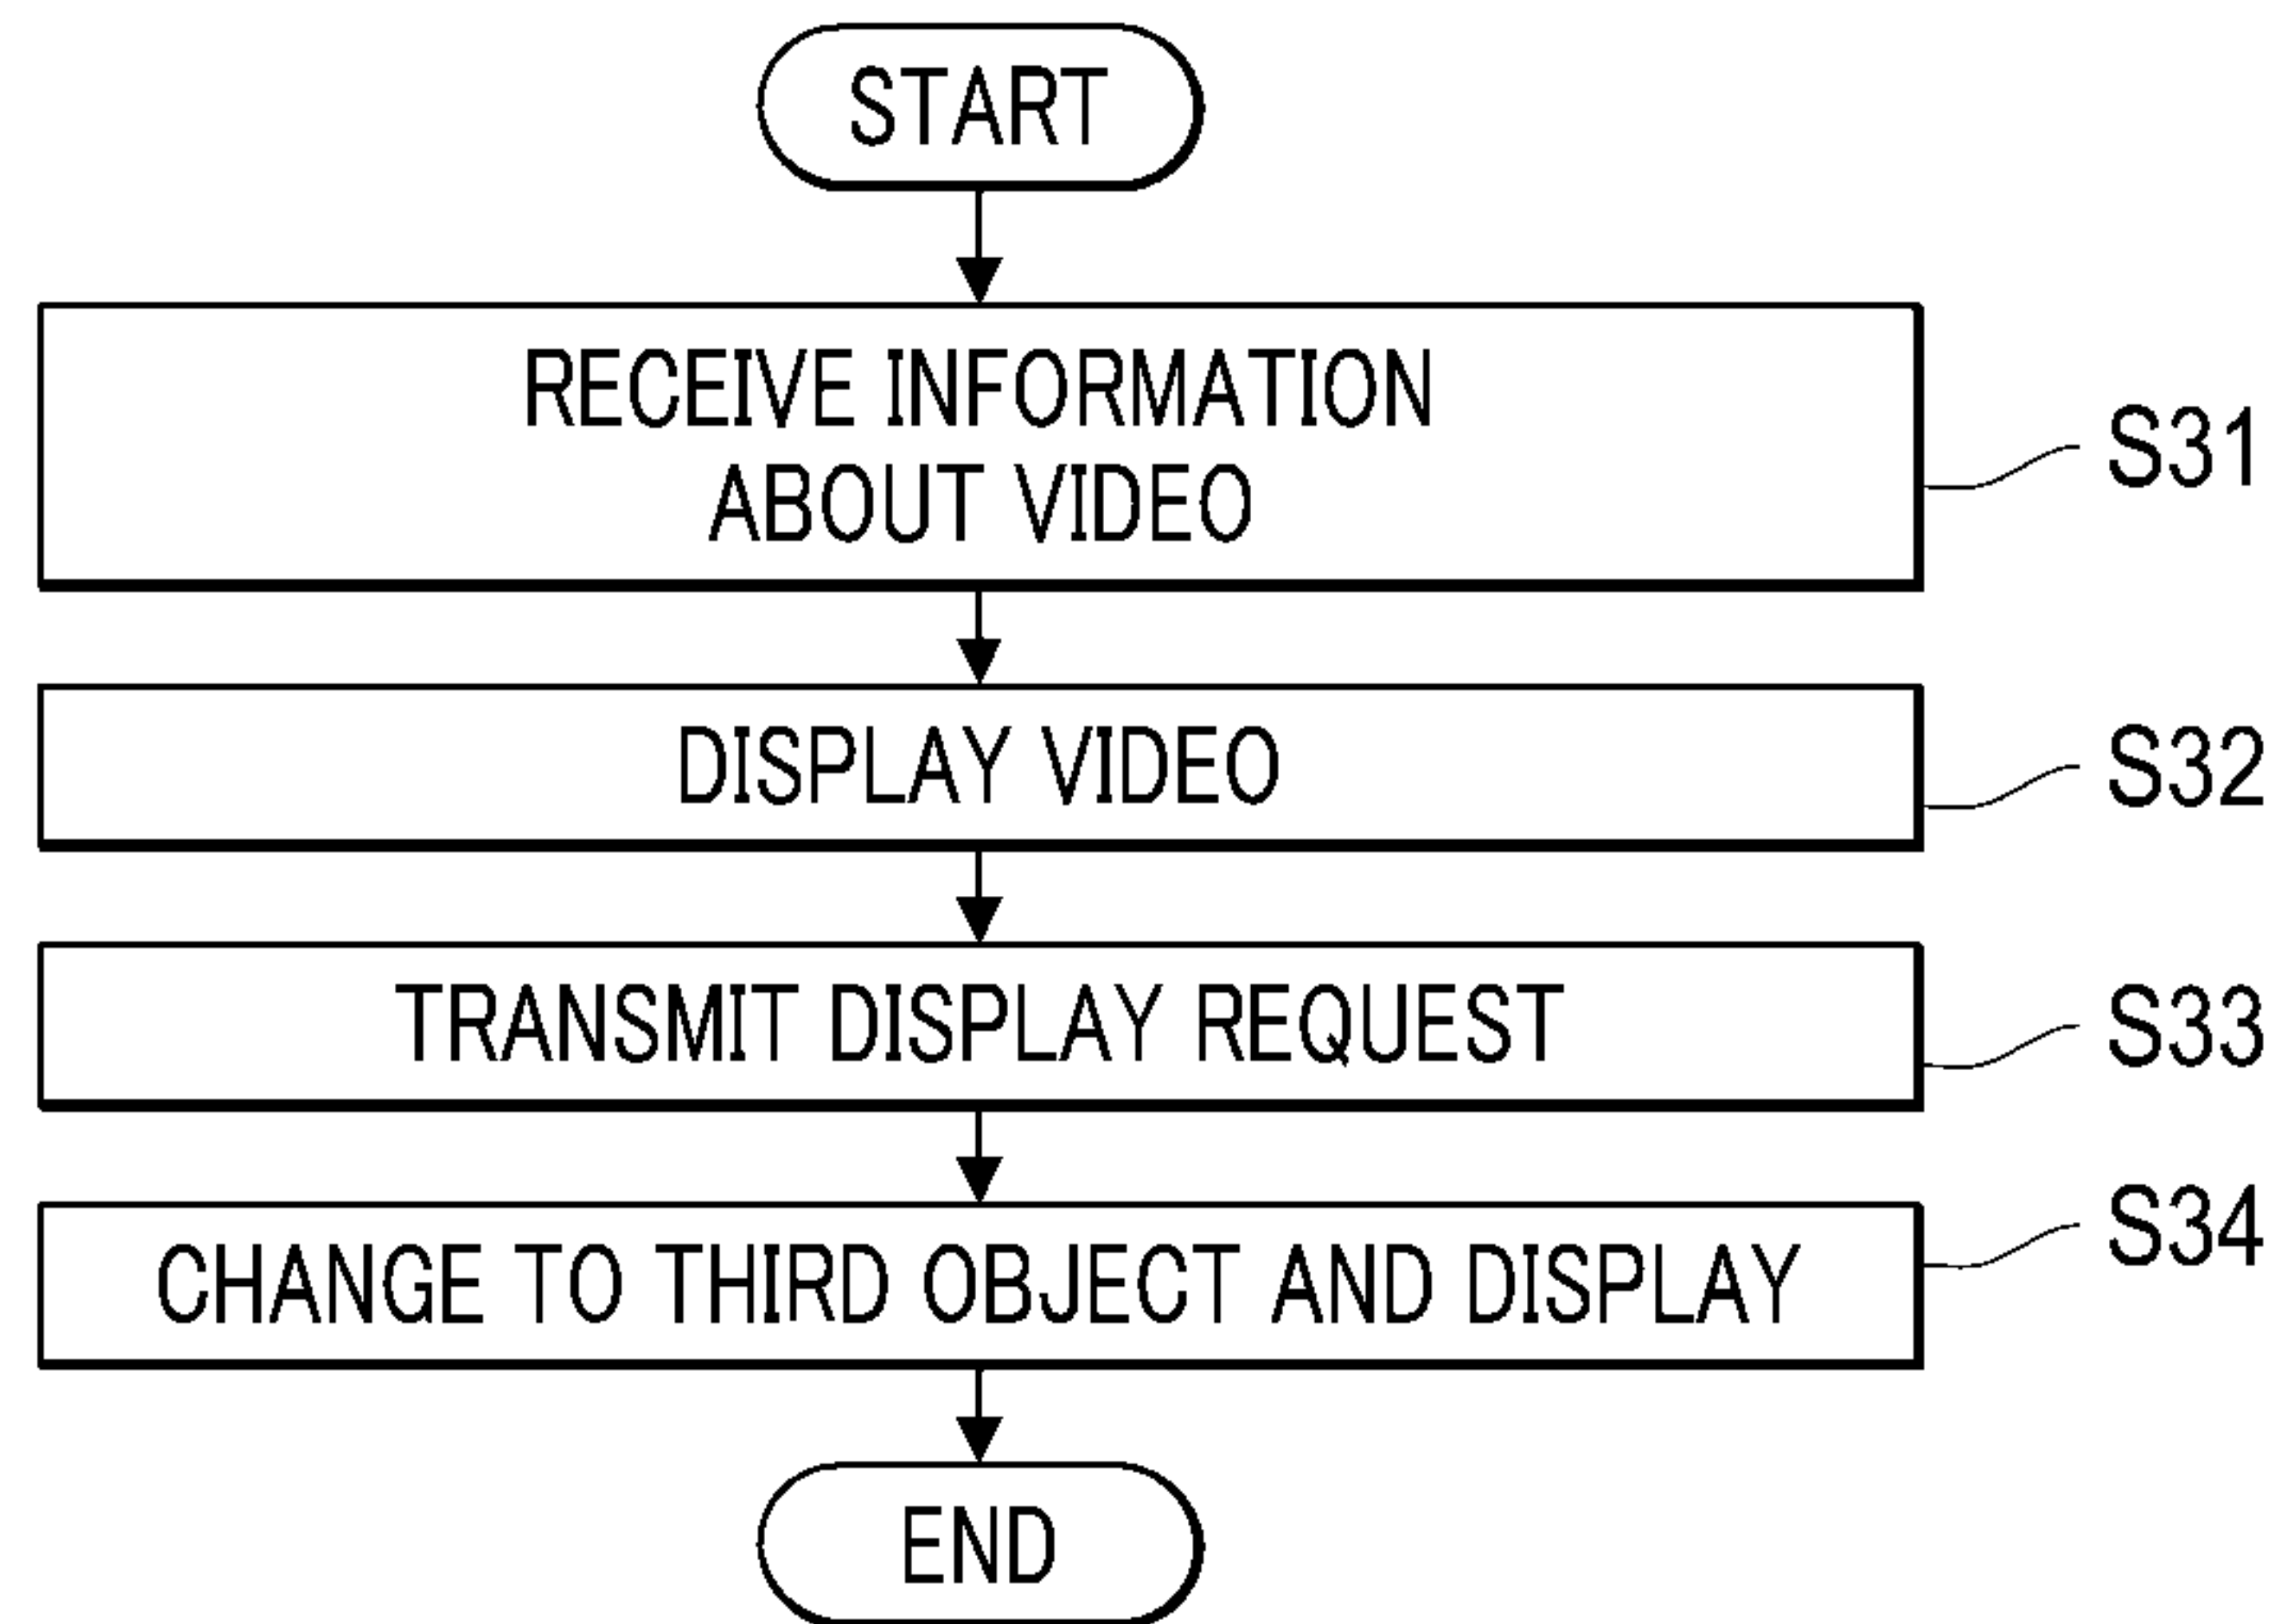 START
RECEIVE INFORMATION
ABOUT VIDEO
S31
DISPLAY VIDEO
S32
TRANSMIT DISPLAY REQUEST
S33
CHANGE TO THIRD OBJECT AND DISPLAY
S34
END